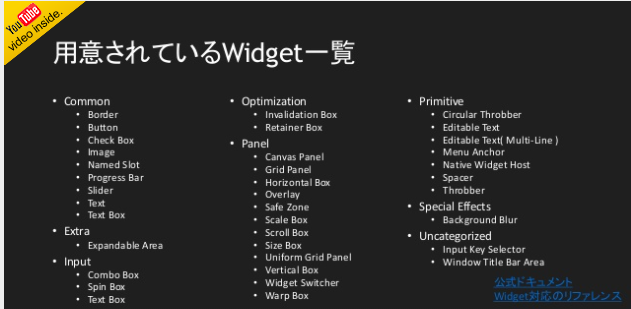 YouTube
video inside.
用意されているWidget一覧
• Common
• Border
• Button
• Check Box
• Image
• Named Slot
• Progress Bar
• Slider
• Text
• Text Box
• Extra
• Expandable Area
• Input
• Combo Box
• Spin Box
• Text Box
• Optimization
• Invalidation Box
• Retainer Box
• Panel
• Canvas Panel
• Grid Panel
• Horizontal Box
• Overlay
• Safe Zone
• Scale Box
• Scroll Box
• Size Box
• Uniform Grid Panel
• Vertical Box
• Widget Switcher
• Warp Box
• Primitive
• Circular Throbber
• Editable Text
• Editable Text( Multi-Line )
• Menu Anchor
• Native Widget Host
• Spacer
• Throbber
• Special Effects
• Background Blur
• Uncategorized
• Input Key Selector
• Window Title Bar Area
公式ドキュメント
Widget対応のリファレンス